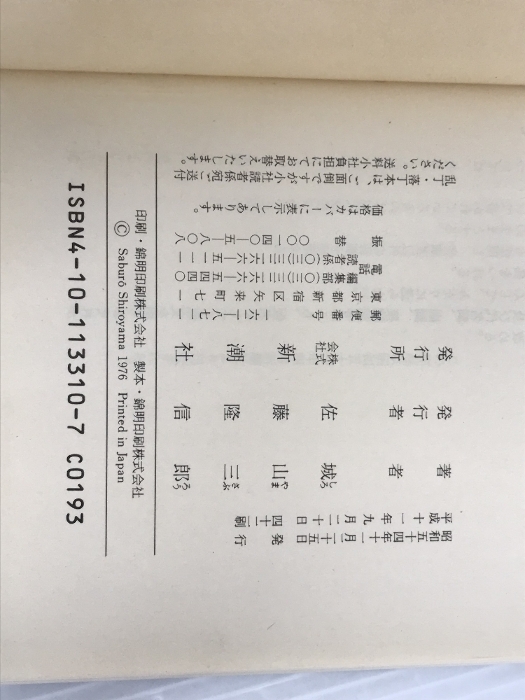 昭和五十四年十一月二十五日 発行
平成十一年九月二十日 四十二刷
著者 城山三郎
しろ やま さぶ ろう
発行者 佐藤隆信
発行所 株式会社 新潮社
郵便番号 一六二―八七一一
東京都新宿区矢来町七一
電話 編集部(〇三)三二六六―五四四〇
読者係(〇三)三二六六―五一一一
振替 〇〇一四〇―五―八〇八
価格はカバーに表示してあります。
乱丁・落丁本は、ご面倒ですが小社読者係宛ご送付
ください。送料小社負担にてお取替えいたします。
印刷・錦明印刷株式会社 製本・錦明印刷株式会社
© Saburō Shiroyama 1976 Printed in Japan
ISBN4-10-113310-7 C0193